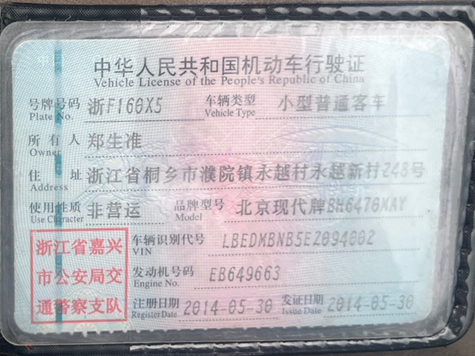 中华人民共和国机动车行驶证
Vehicle License of the People's Republic of China
号牌号码 浙F160X5 车辆类型 小型普通客车
Plate No. Vehicle Type
所有人 郑生准
Owner
住址 浙江省桐乡市濮院镇永越村永越新村248号
Address
使用性质 非营运 品牌型号 北京现代牌BH6470XAY
Use Character Model
浙江省嘉兴 车辆识别代号 LBEDMBNB5EZ094002
VIN
市公安局交 发动机号码 EB649663
Engine No.
通警察支队 注册日期 2014-05-30 发证日期 2014-05-30
Register Date Issue Date